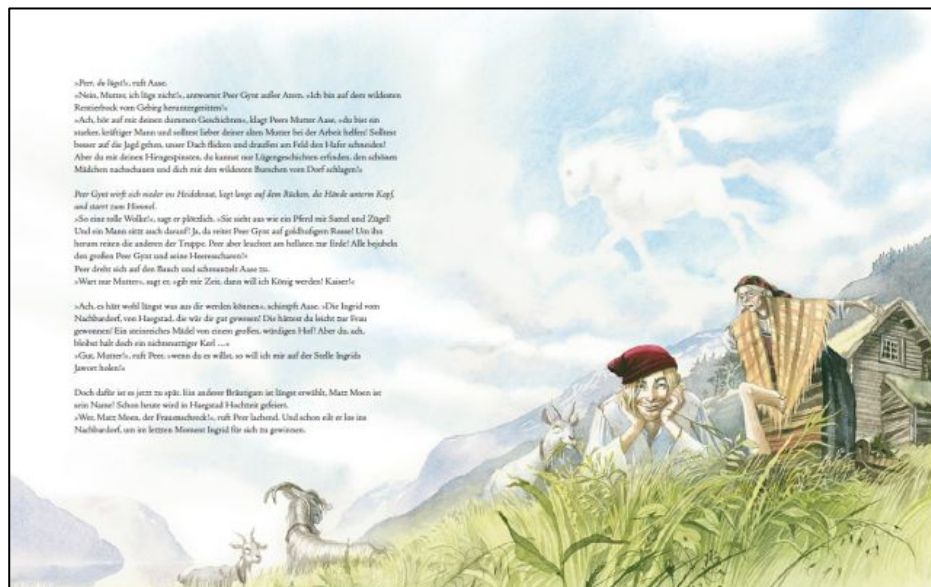 »Peer, du lügst!«, ruft Aase.
»Nein, Mutter, ich lüge nicht!«, antwortet Peer Gynt außer Atem. »Ich bin auf dem wildesten
Rentierbock vom Gebirg heruntergeritten!«
»Ach, hör auf mit deinen dummen Geschichten«, klagt Peers Mutter Aase, »du bist ein
starker, kräftiger Mann und solltest lieber deiner alten Mutter bei der Arbeit helfen! Solltest
besser auf die Jagd gehen, unser Dach flicken und draußen am Feld den Hafer schneiden!
Aber du mit deinen Hirngespinsten, du kannst nur Lügengeschichten erfinden, den schönen
Mädchen nachschauen und dich mit den wildesten Burschen vom Dorf schlagen!«
Peer Gynt wirft sich nieder ins Heidekraut, liegt lange auf dem Rücken, die Hände unterm Kopf,
und starrt zum Himmel.
»So eine tolle Wolke!«, sagt er plötzlich. »Sie sieht aus wie ein Pferd mit Sattel und Zügel!
Und ein Mann sitzt auch darauf! Ja, da reitet Peer Gynt auf goldhufigem Rosse! Um ihn
herum reiten die anderen der Truppe. Peer aber leuchtet am hellsten zur Erde! Alle bejubeln
den großen Peer Gynt und seine Heeresscharen!«
Peer dreht sich auf den Bauch und schmunzelt Aase zu.
»Wart nur Mutter«, sagt er, »gib mir Zeit, dann will ich König werden! Kaiser!«
»Ach, es hätt wohl längst was aus dir werden können«, schimpft Aase. »Die Ingrid vom
Nachbardorf, von Haegstad, die wär dir gut gewesen! Die hättest du leicht zur Frau
gewonnen! Ein steinreiches Mädel von einem großen, würdigen Hof! Aber du, ach,
bleibst halt doch ein nichtsnutziger Kerl …«
»Gut, Mutter!«, ruft Peer, »wenn du es willst, so will ich mir auf der Stelle Ingrids
Jawort holen!«
Doch dafür ist es jetzt zu spät. Ein anderer Bräutigam ist längst erwählt, Matz Moen ist
sein Name! Schon heute wird in Haegstad Hochzeit gefeiert.
»Wer, Matz Moen, der Frauenschreck!«, ruft Peer lachend. Und schon eilt er los ins
Nachbardorf, um im letzten Moment Ingrid für sich zu gewinnen.